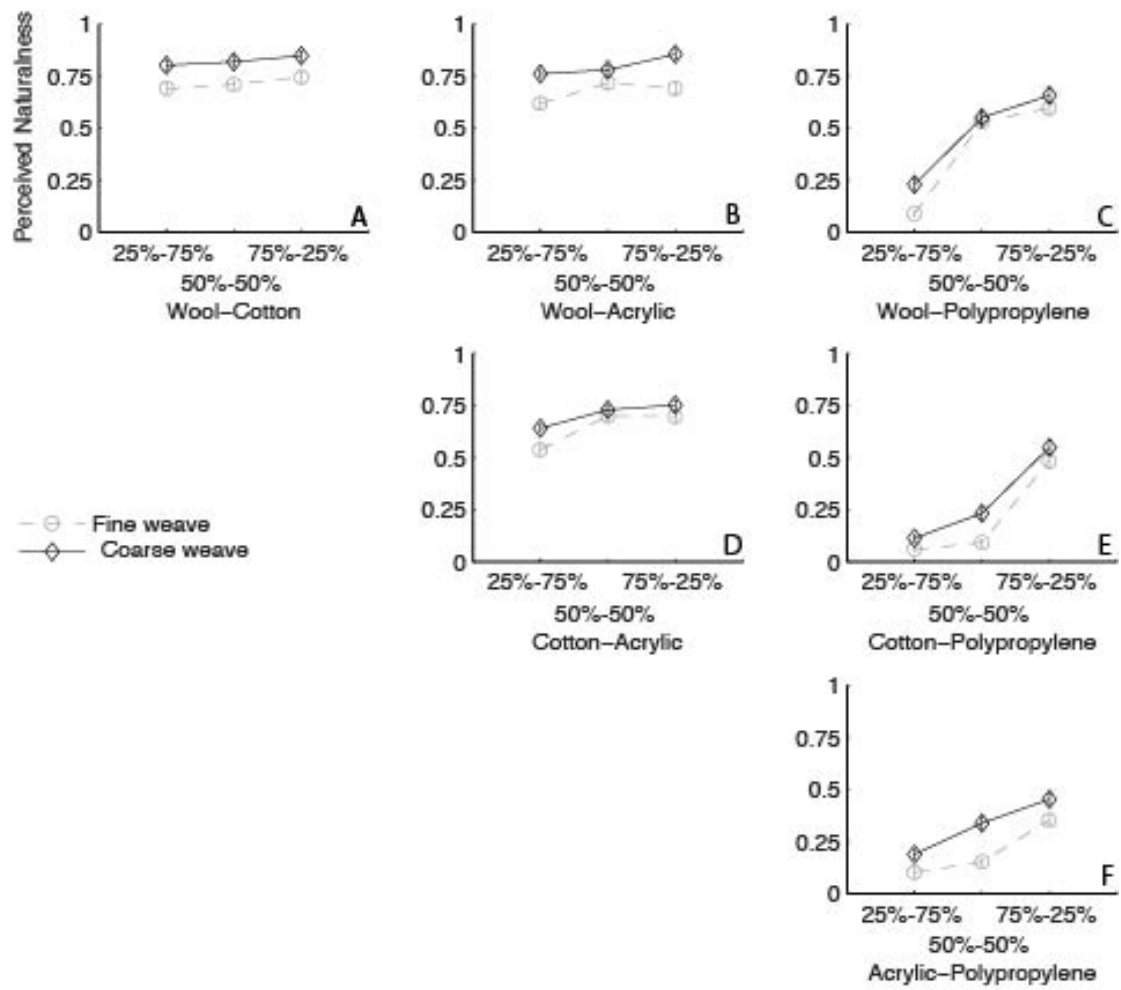 Perceived Naturalness
1
0.75
0.5
0.25
0
A
25%-75% 75%-25%
50%-50%
Wool-Cotton
1
0.75
0.5
0.25
0
B
25%-75% 75%-25%
50%-50%
Wool-Acrylic
1
0.75
0.5
0.25
0
C
25%-75% 75%-25%
50%-50%
Wool-Polypropylene
1
0.75
0.5
0.25
0
D
25%-75% 75%-25%
50%-50%
Cotton-Acrylic
1
0.75
0.5
0.25
0
E
25%-75% 75%-25%
50%-50%
Cotton-Polypropylene
Fine weave
Coarse weave
1
0.75
0.5
0.25
0
F
25%-75% 75%-25%
50%-50%
Acrylic-Polypropylene